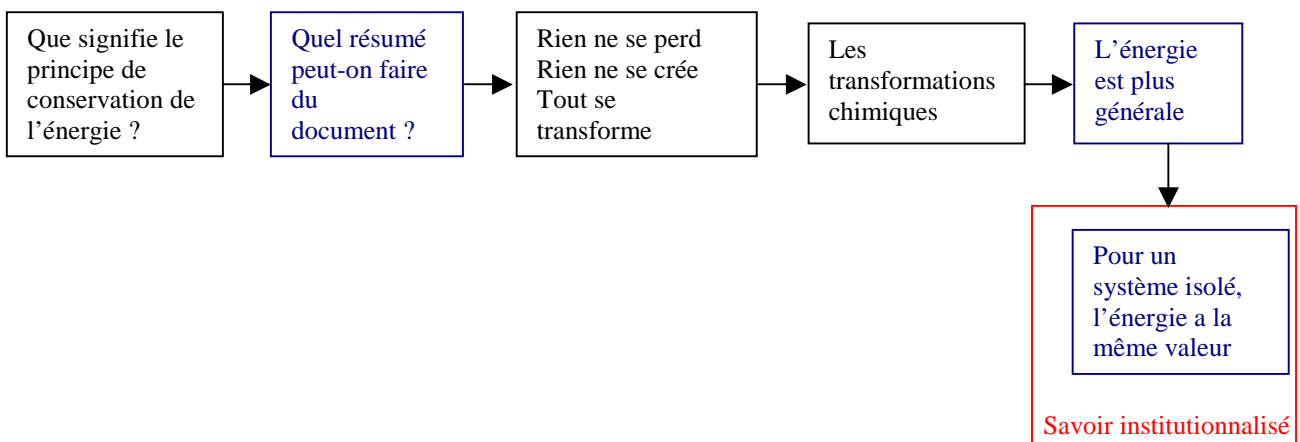 Que signifie le
principe de
conservation de
l’énergie ?
Quel résumé
peut-on faire
du
document ?
Rien ne se perd
Rien ne se crée
Tout se
transforme
Les
transformations
chimiques
L’énergie
est plus
générale
Pour un
système isolé,
l’énergie a la
même valeur
Savoir institutionnalisé